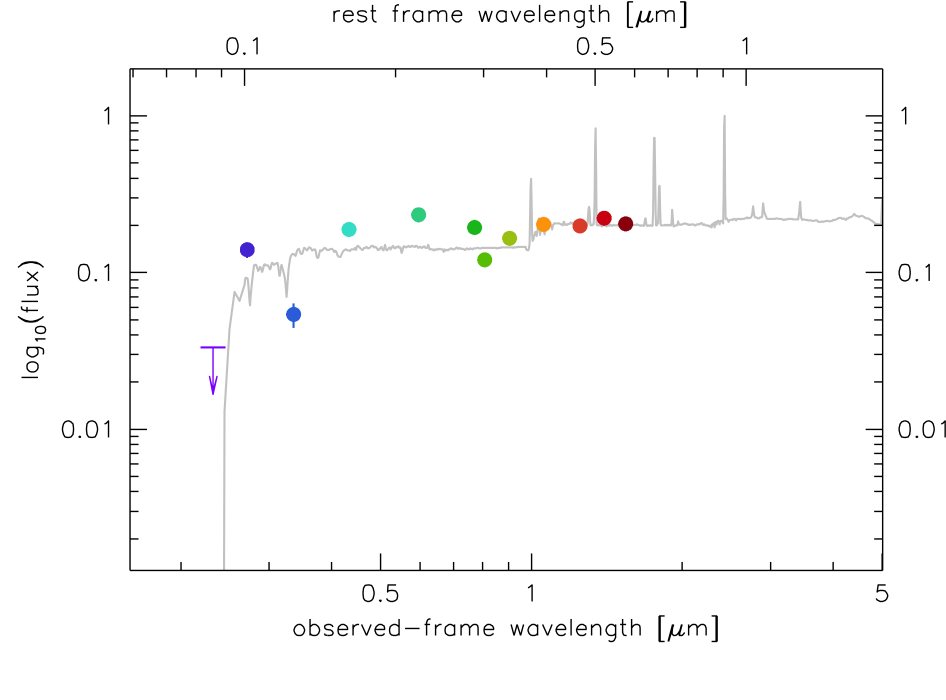 rest frame wavelength [μm]
0.1 0.5 1
1 1
0.1 0.1
0.01 0.01
log10(flux)
0.5 1 5
observed-frame wavelength [μm]